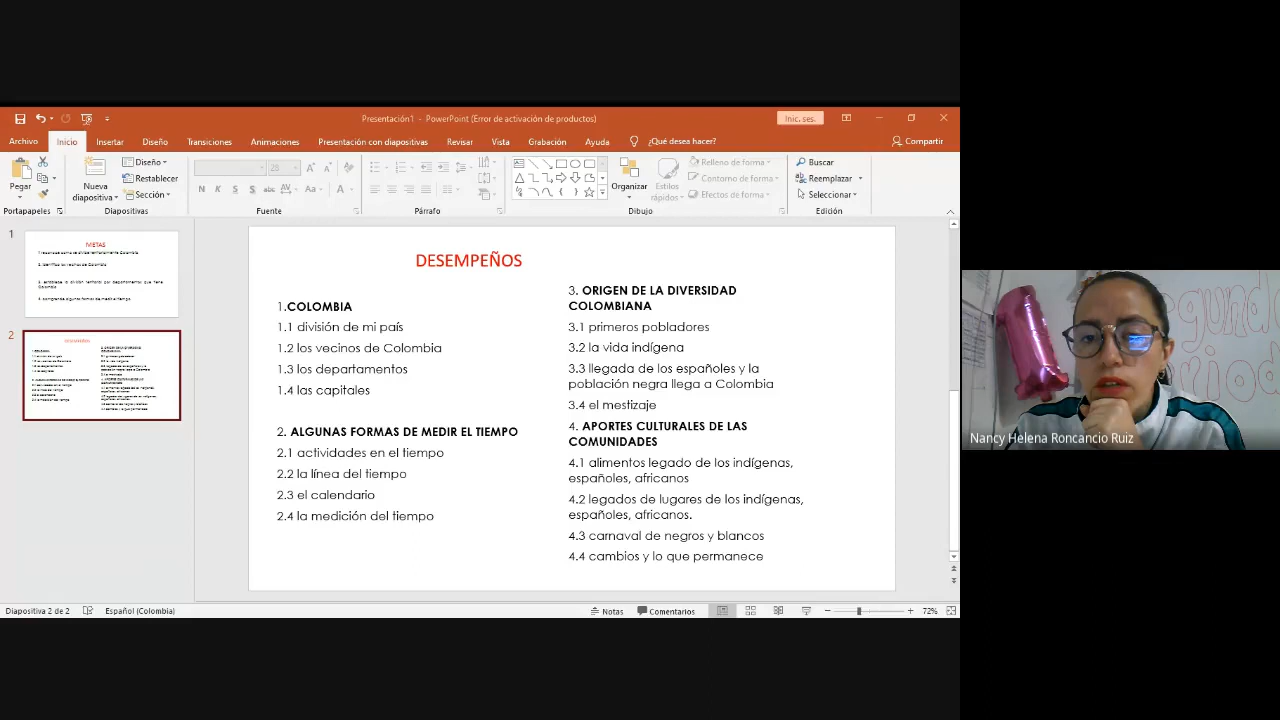 Presentación1 - PowerPoint (Error de activación de productos)
Inic. ses.
Archivo Inicio Insertar Diseño Transiciones Animaciones Presentación con diapositivas Revisar Vista Grabación Ayuda ¿Qué desea hacer? Compartir
Pegar
Nueva diapositiva
Diseño
Restablecer
Sección
28
N K S abc AV Aa A
Organizar
Estilos rápidos
Relleno de forma
Contorno de forma
Efectos de forma
Buscar
Reemplazar
Seleccionar
Portapapeles Diapositivas Fuente Párrafo Dibujo Edición
1
METAS
2
DESEMPEÑOS
1.COLOMBIA
1.1 división de mi país
1.2 los vecinos de Colombia
1.3 los departamentos
1.4 las capitales
2. ALGUNAS FORMAS DE MEDIR EL TIEMPO
2.1 actividades en el tiempo
2.2 la línea del tiempo
2.3 el calendario
2.4 la medición del tiempo
3. ORIGEN DE LA DIVERSIDAD
COLOMBIANA
3.1 primeros pobladores
3.2 la vida indígena
3.3 llegada de los españoles y la
población negra llega a Colombia
3.4 el mestizaje
4. APORTES CULTURALES DE LAS
COMUNIDADES
4.1 alimentos legado de los indígenas,
españoles, africanos
4.2 legados de lugares de los indígenas,
españoles, africanos.
4.3 carnaval de negros y blancos
4.4 cambios y lo que permanece
Diapositiva 2 de 2 Español (Colombia) Notas Comentarios 72%
Nancy Helena Roncancio Ruiz